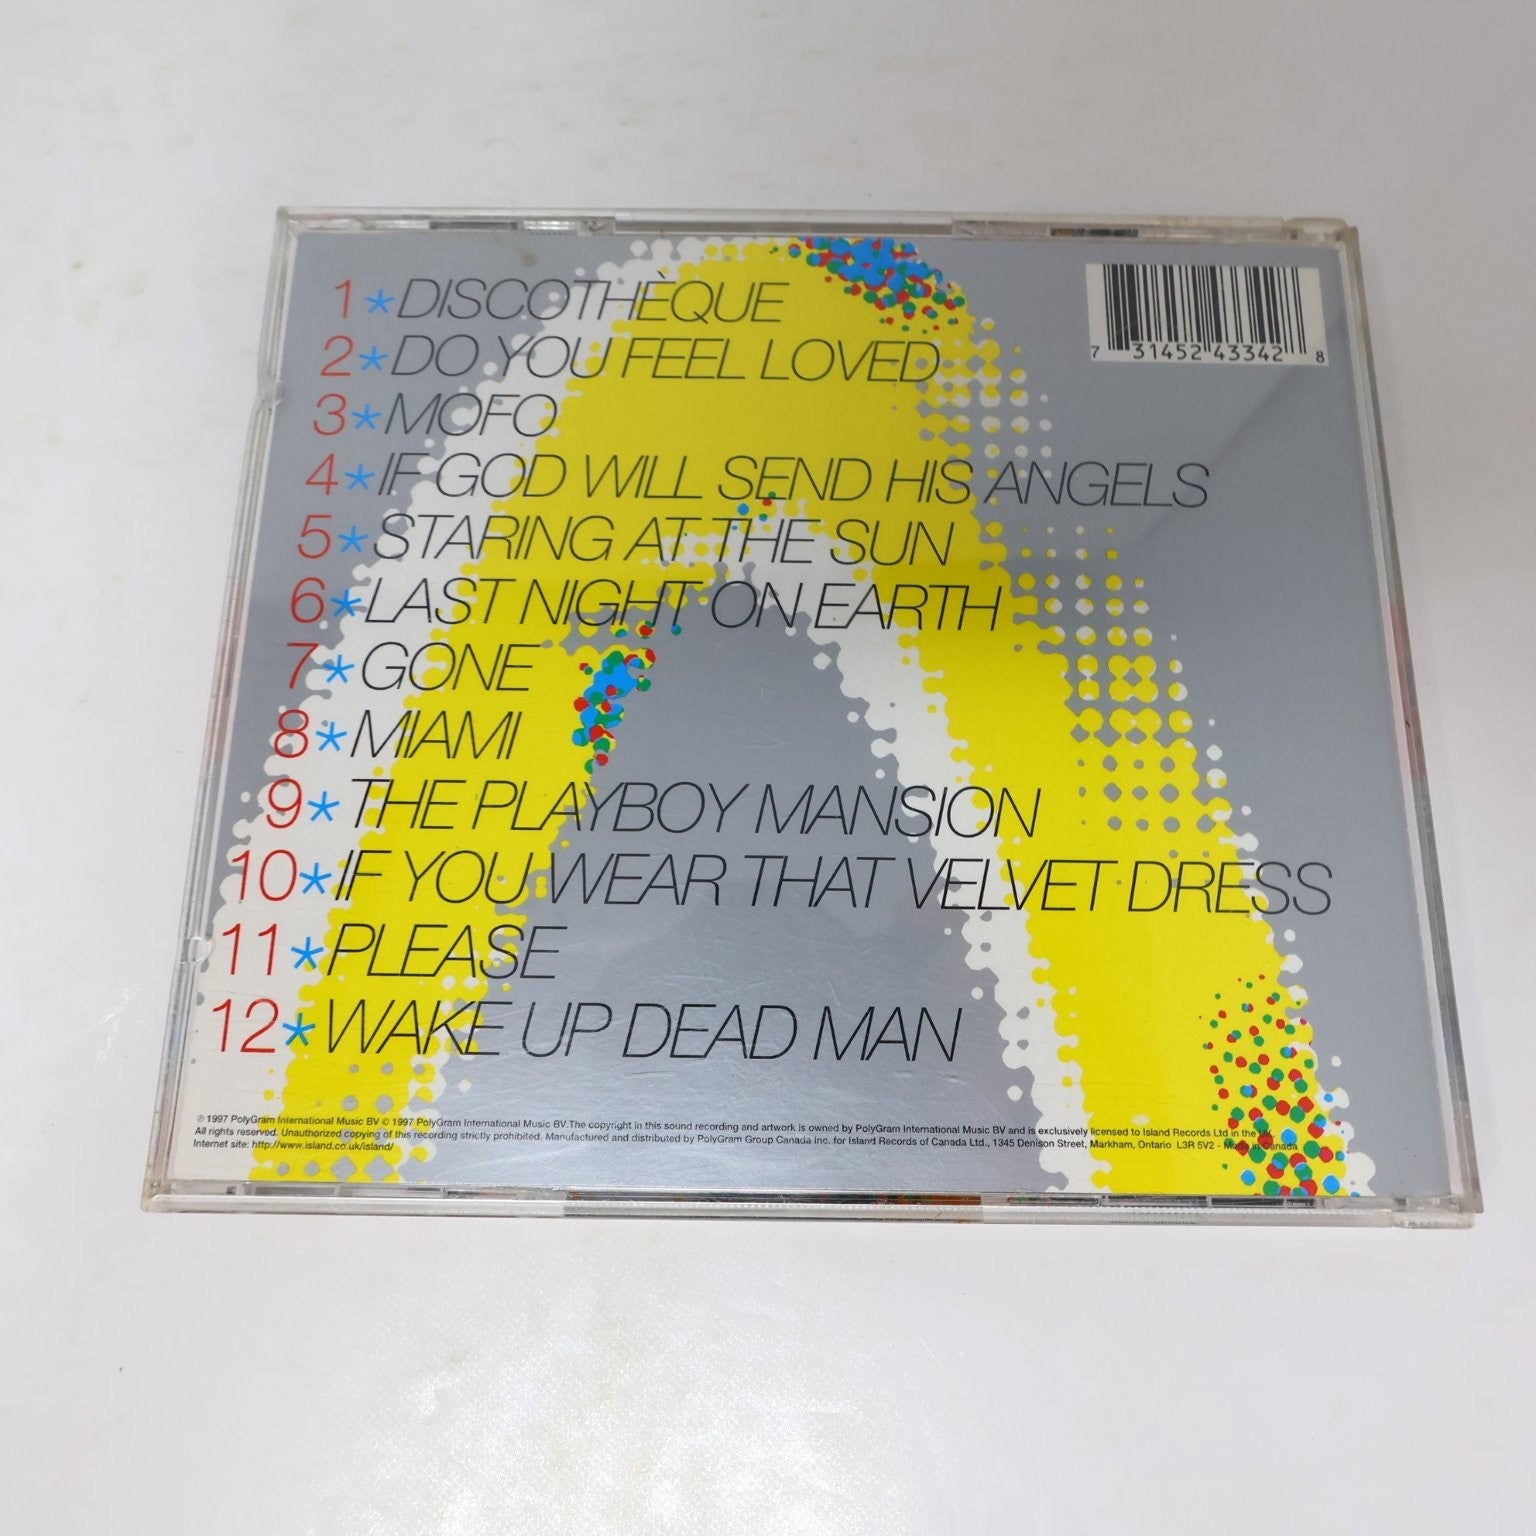 1*DISCOTHÈQUE
2*DO YOU FEEL LOVED
3*MOFO
4*IF GOD WILL SEND HIS ANGELS
5*STARING AT THE SUN
6*LAST NIGHT ON EARTH
7*GONE
8*MIAMI
9*THE PLAYBOY MANSION
10*IF YOU WEAR THAT VELVET DRESS
11*PLEASE
12*WAKE UP DEAD MAN
7 31452 43342 8
℗ 1997 PolyGram International Music BV © 1997 PolyGram International Music BV.The copyright in this sound recording and artwork is owned by PolyGram International Music BV and is exclusively licensed to Island Records Ltd in the UK.
All rights reserved. Unauthorized copying of this recording strictly prohibited. Manufactured and distributed by PolyGram Group Canada Inc. for Island Records of Canada Ltd., 1345 Denison Street, Markham, Ontario L3R 5V2 - Made in Canada
Internet site: http://www.island.co.uk/island/